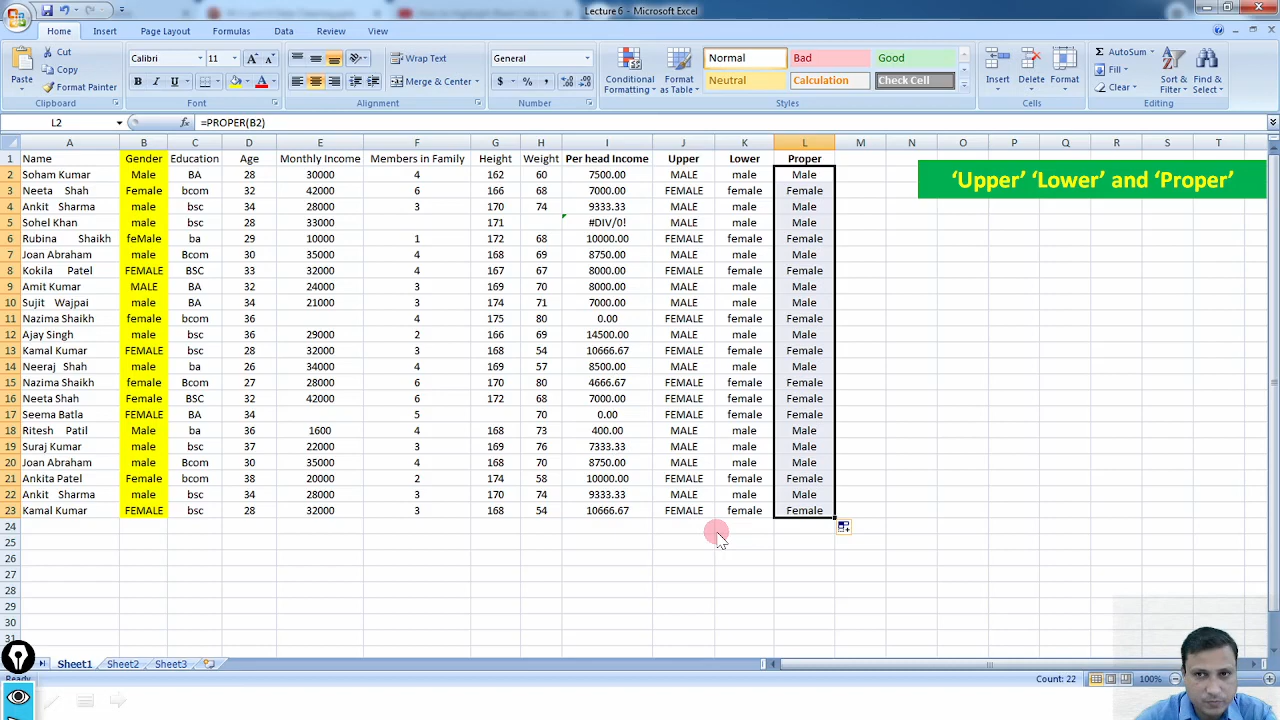 Lecture 6 - Microsoft Excel
Home Insert Page Layout Formulas Data Review View
Cut
Copy
Format Painter
Paste
Clipboard
Calibri 11
B I U
Font
Wrap Text
Merge & Center
Alignment
General
$ % ,
Number
Conditional Formatting
Format as Table
Normal Bad Good
Neutral Calculation Check Cell
Styles
Insert Delete Format
Cells
AutoSum
Fill
Clear
Sort & Filter
Find & Select
Editing
L2 fx =PROPER(B2)
A B C D E F G H I J K L M N O P Q R S T
1 Name Gender Education Age Monthly Income Members in Family Height Weight Per head Income Upper Lower Proper
2 Soham Kumar Male BA 28 30000 4 162 60 7500.00 MALE male Male
3 Neeta Shah Female bcom 32 42000 6 166 68 7000.00 FEMALE female Female
4 Ankit Sharma male bsc 34 28000 3 170 74 9333.33 MALE male Male
5 Sohel Khan male bsc 28 33000 171 #DIV/0! MALE male Male
6 Rubina Shaikh feMale ba 29 10000 1 172 68 10000.00 FEMALE female Female
7 Joan Abraham male Bcom 30 35000 4 168 69 8750.00 MALE male Male
8 Kokila Patel FEMALE BSC 33 32000 4 167 67 8000.00 FEMALE female Female
9 Amit Kumar MALE BA 32 24000 3 169 70 8000.00 MALE male Male
10 Sujit Wajpai male BA 34 21000 3 174 71 7000.00 MALE male Male
11 Nazima Shaikh female bcom 36 4 175 80 0.00 FEMALE female Female
12 Ajay Singh male bsc 36 29000 2 166 69 14500.00 MALE male Male
13 Kamal Kumar FEMALE bsc 28 32000 3 168 54 10666.67 FEMALE female Female
14 Neeraj Shah male ba 26 34000 4 169 57 8500.00 MALE male Male
15 Nazima Shaikh female Bcom 27 28000 6 170 80 4666.67 FEMALE female Female
16 Neeta Shah Female BSC 32 42000 6 172 68 7000.00 FEMALE female Female
17 Seema Batla FEMALE BA 34 5 70 0.00 FEMALE female Female
18 Ritesh Patil Male ba 36 1600 4 168 73 400.00 MALE male Male
19 Suraj Kumar male bsc 37 22000 3 169 76 7333.33 MALE male Male
20 Joan Abraham male Bcom 30 35000 4 168 70 8750.00 MALE male Male
21 Ankita Patel Female bcom 38 20000 2 174 58 10000.00 FEMALE female Female
22 Ankit Sharma male bsc 34 28000 3 170 74 9333.33 MALE male Male
23 Kamal Kumar FEMALE bsc 28 32000 3 168 54 10666.67 FEMALE female Female
24
25
26
27
28
29
30
31
‘Upper’ ‘Lower’ and ‘Proper’
Sheet1 Sheet2 Sheet3
Count: 22 100%